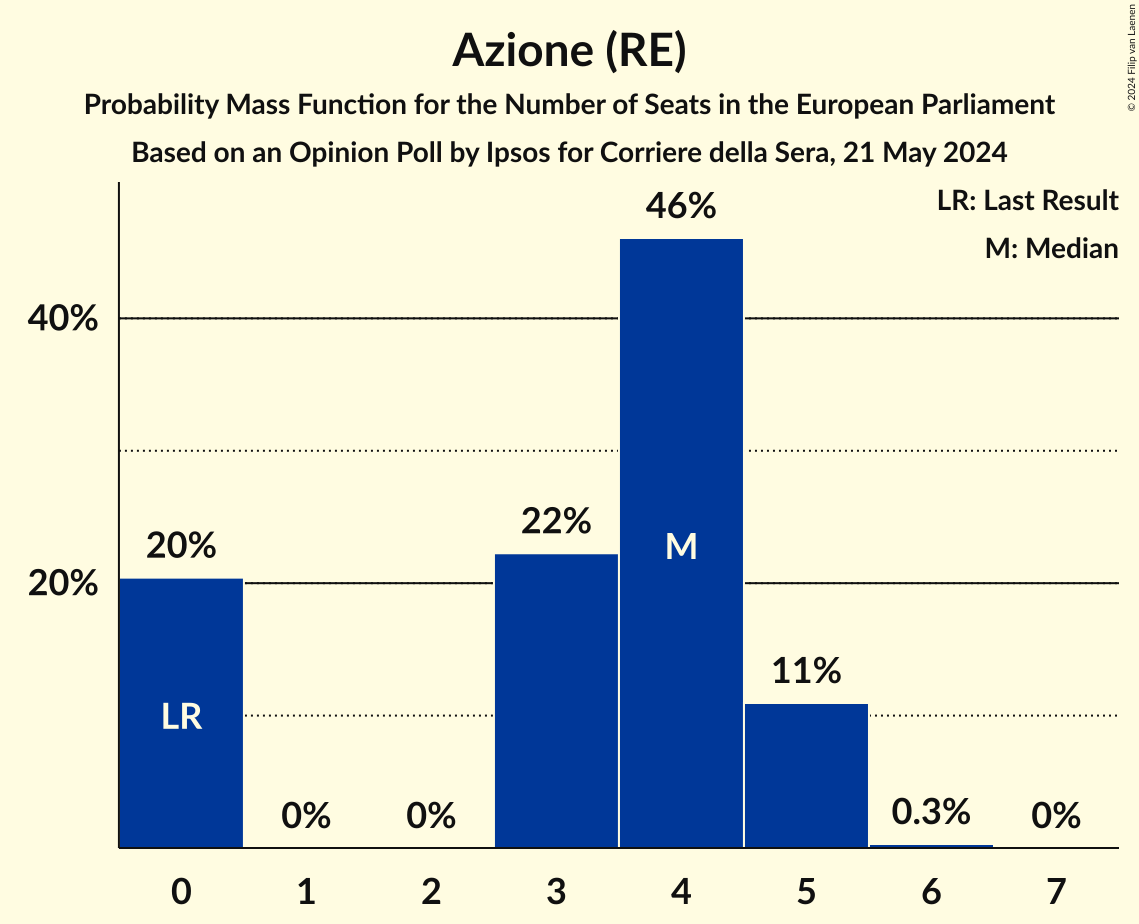 Azione (RE)
Probability Mass Function for the Number of Seats in the European Parliament
Based on an Opinion Poll by Ipsos for Corriere della Sera, 21 May 2024
© 2024 Filip van Laenen
LR: Last Result
M: Median
46%
40%
22%
20%
20%
M
11%
LR
0%
0%
0.3%
0%
0 1 2 3 4 5 6 7